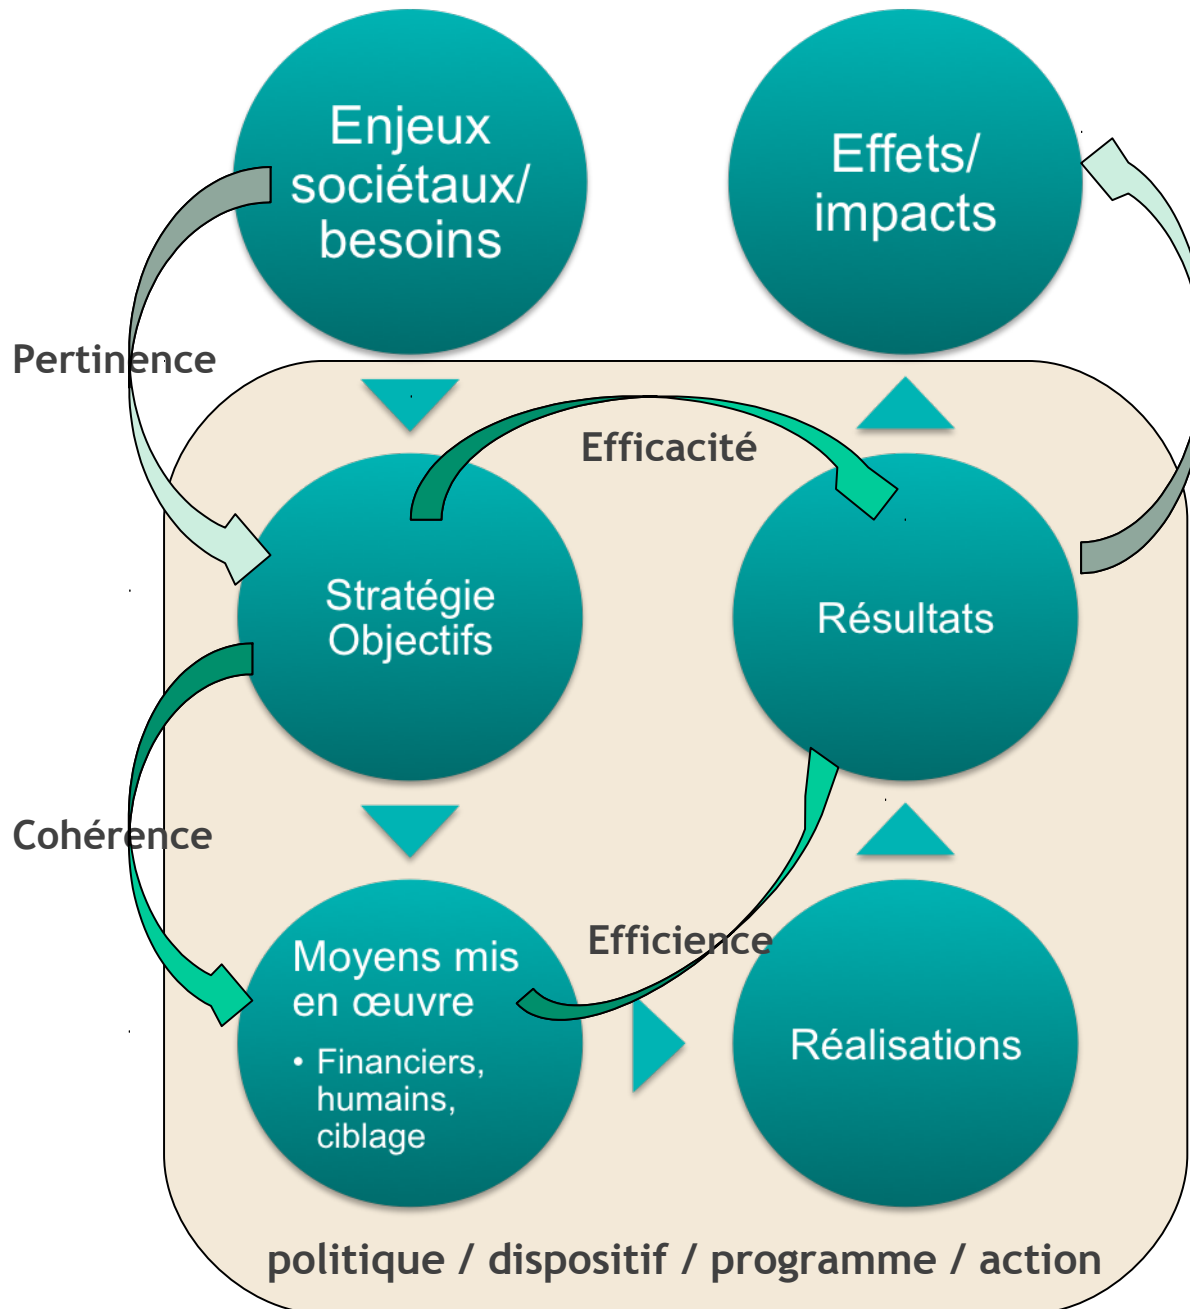 Enjeux
sociétaux/
besoins
Effets/
impacts
Pertinence
Efficacité
Stratégie
Objectifs
Résultats
Cohérence
Efficience
Moyens mis
en œuvre
• Financiers,
humains,
ciblage
Réalisations
politique / dispositif / programme / action